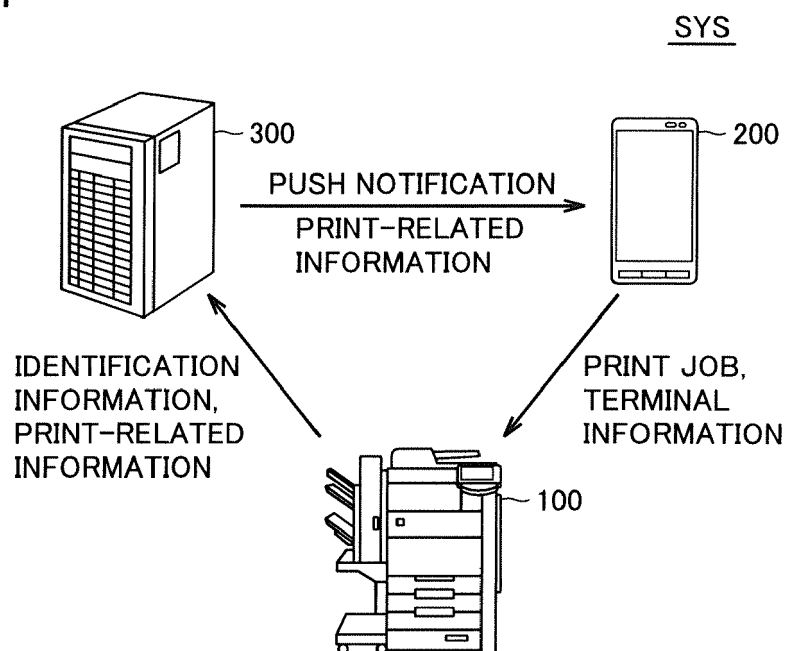 SYS
300
200
PUSH NOTIFICATION
PRINT-RELATED
INFORMATION
IDENTIFICATION
INFORMATION,
PRINT-RELATED
INFORMATION
PRINT JOB,
TERMINAL
INFORMATION
100